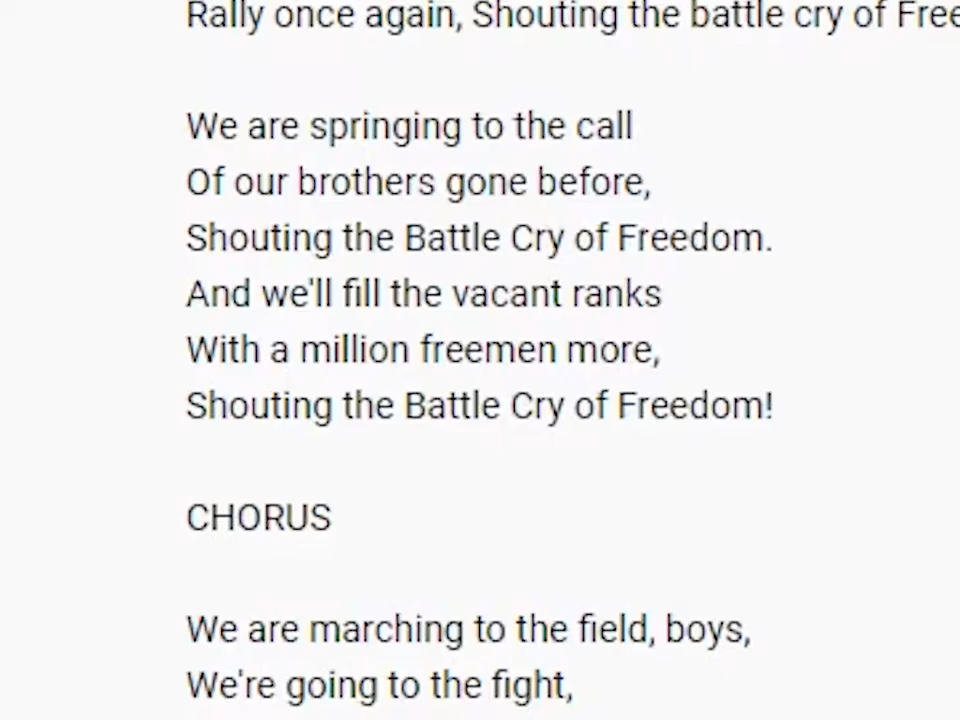 Rally once again, Shouting the battle cry of Free
We are springing to the call
Of our brothers gone before,
Shouting the Battle Cry of Freedom.
And we'll fill the vacant ranks
With a million freemen more,
Shouting the Battle Cry of Freedom!
CHORUS
We are marching to the field, boys,
We're going to the fight,